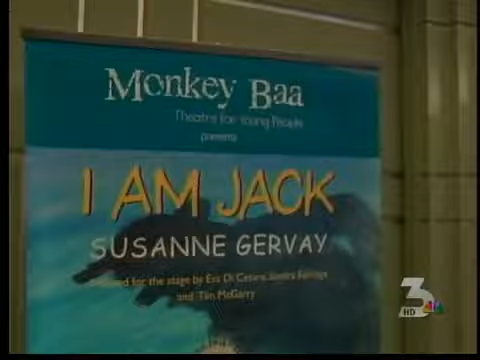 Monkey Baa
Theatre for Young People
presents
I AM JACK
SUSANNE GERVAY
for the stage by Eva Di Cesare, Sandra Eldridge
and Tim McGarry
3
HD